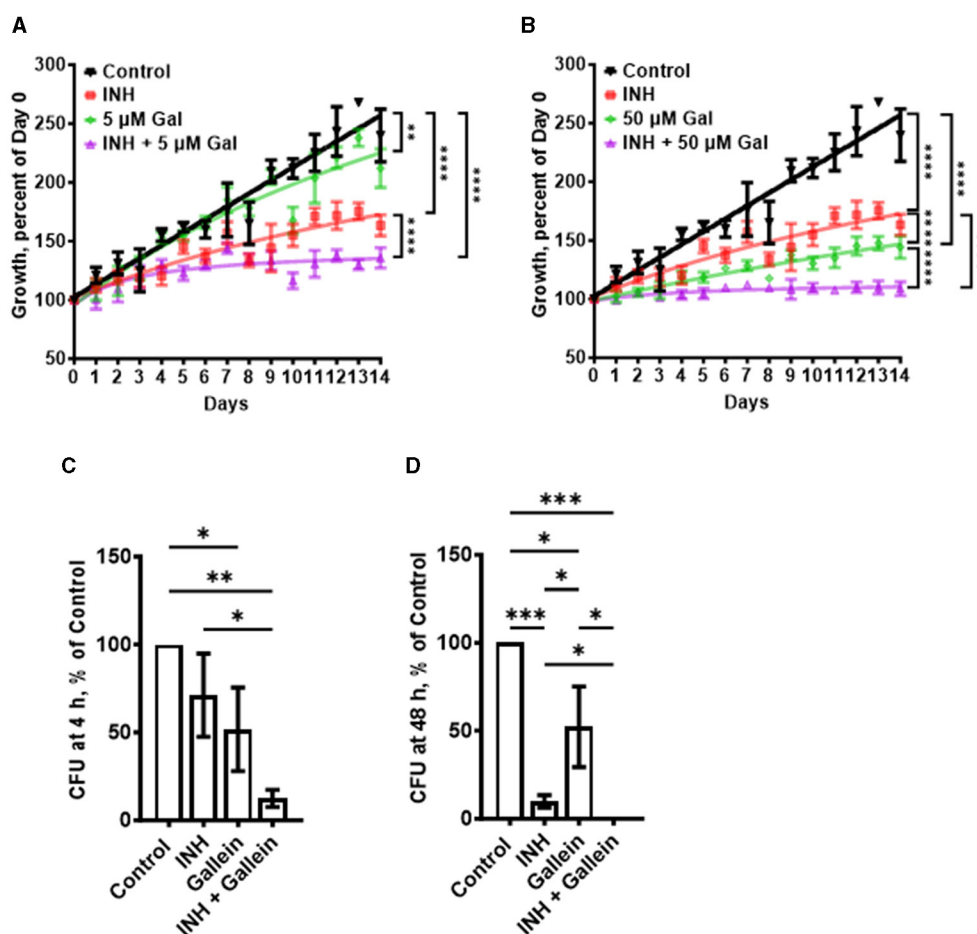 A
Growth, percent of Day 0
300
250
200
150
100
50
Control
INH
5 µM Gal
INH + 5 µM Gal
**
****
****
****
0 1 2 3 4 5 6 7 8 9 10 11 12 13 14
Days
B
Growth, percent of Day 0
300
250
200
150
100
50
Control
INH
50 µM Gal
INH + 50 µM Gal
****
****
****
****
****
0 1 2 3 4 5 6 7 8 9 10 11 12 13 14
Days
C
CFU at 4 h, % of Control
150
100
50
0
*
**
*
Control
INH
Gallein
INH + Gallein
D
CFU at 48 h, % of Control
150
100
50
0
***
*
*
***
*
*
Control
INH
Gallein
INH + Gallein